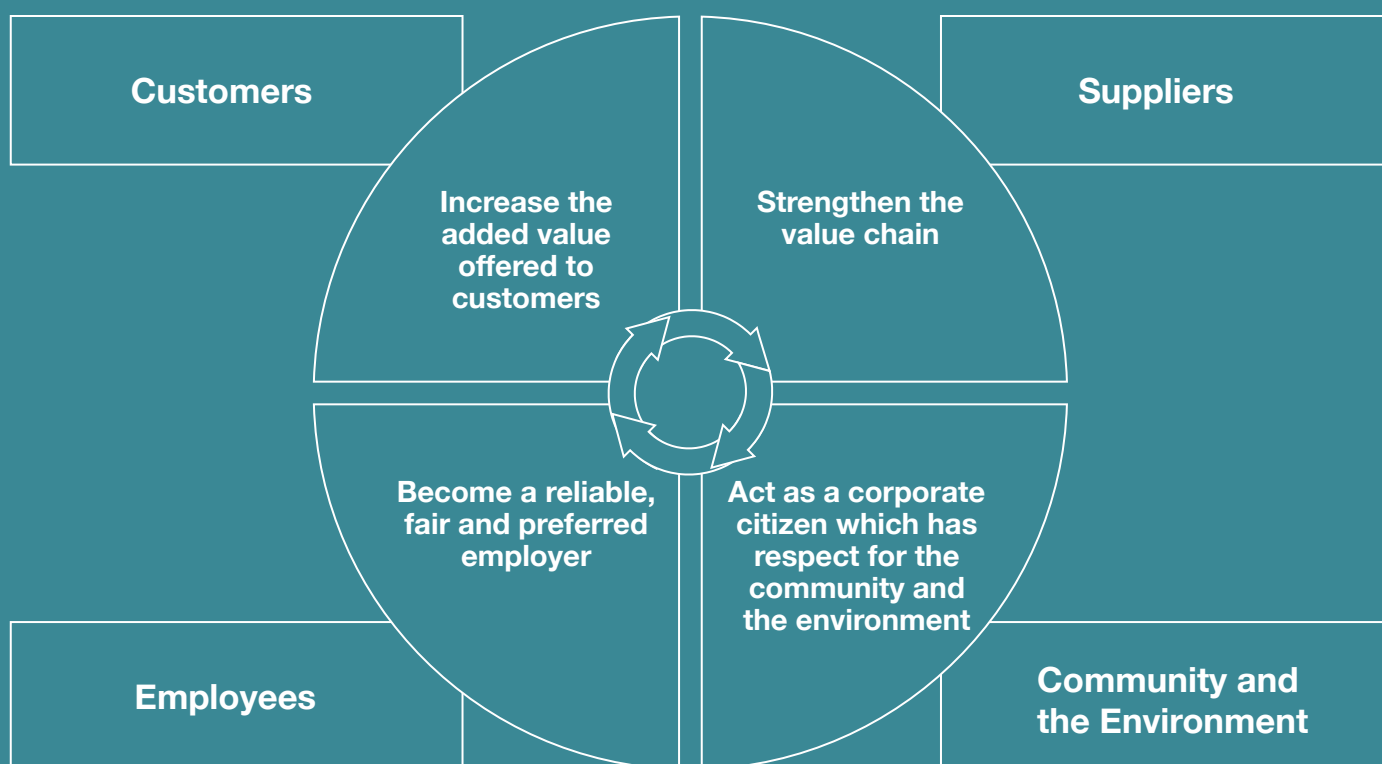 Customers
Suppliers
Increase the
added value
offered to
customers
Strengthen the
value chain
Become a reliable,
fair and preferred
employer
Act as a corporate
citizen which has
respect for the
community and
the environment
Employees
Community and
the Environment